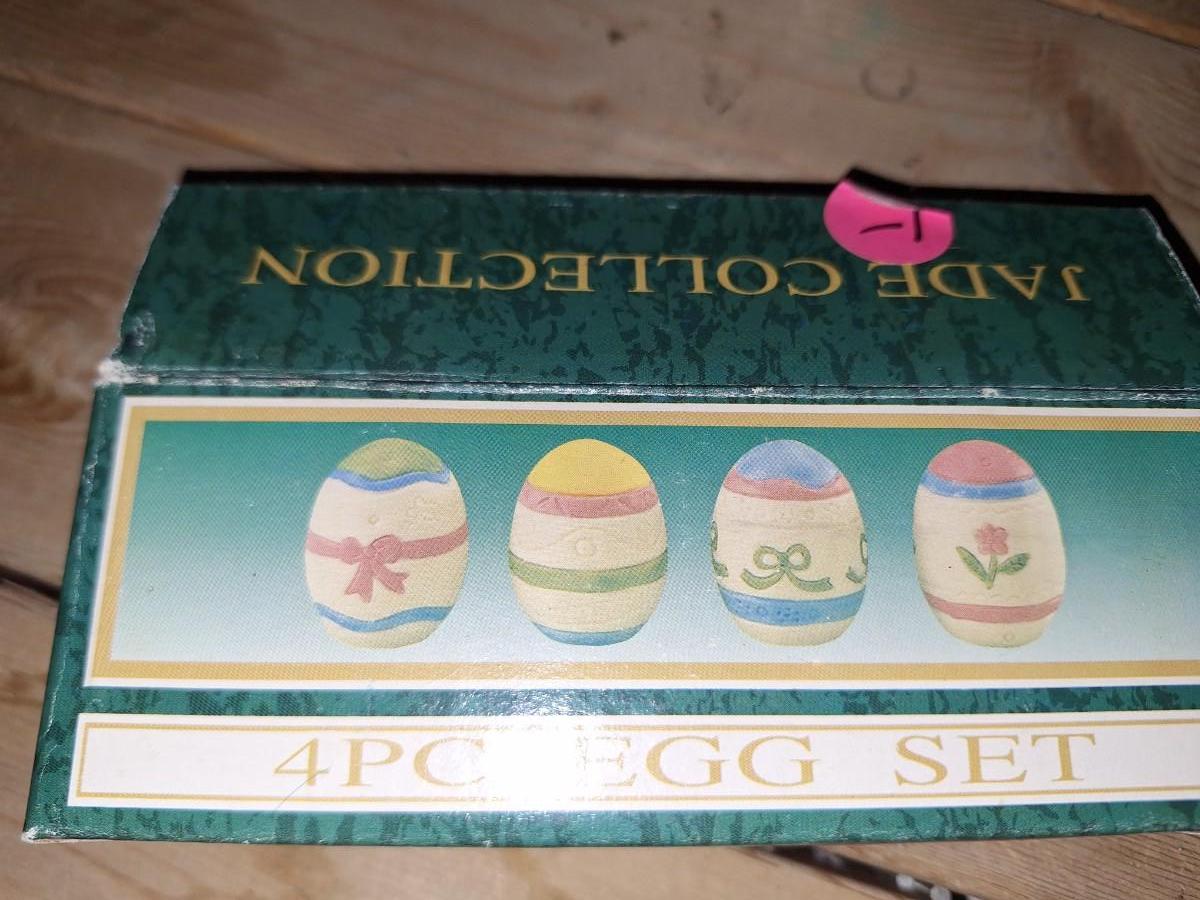 JADE COLLECTION
4PC EGG SET